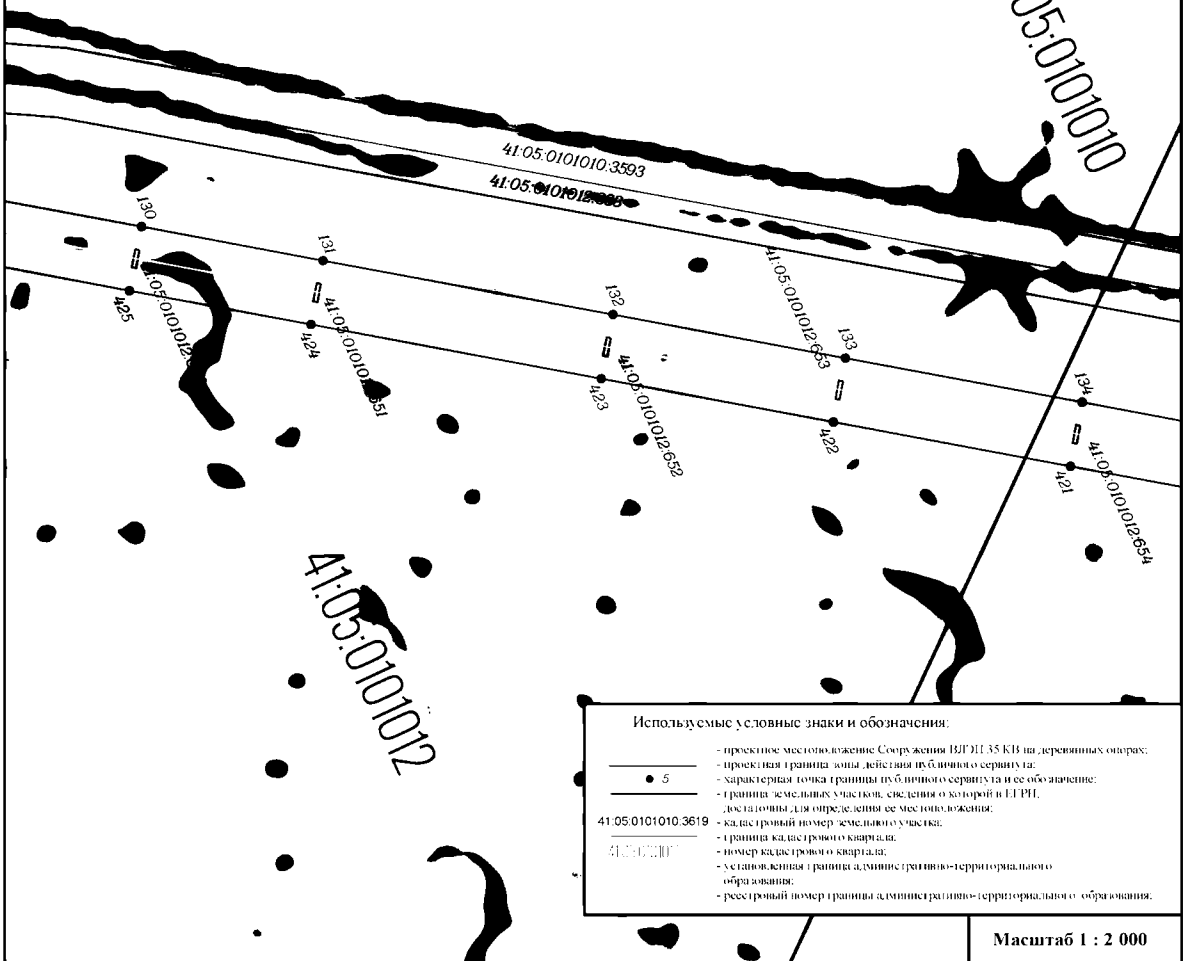 05:0101010
41:05:0101010:3593
130
131
132
41:05:0101012:653
133
134
425
424
41:05:0101012:651
423
41:05:0101012:652
422
421
41:05:0101012:654
41:05:0101012
Используемые условные знаки и обозначения:
- проектное местоположение Сооружения ВЛЭП 35 КВ на деревянных опорах;
- проектная граница зоны действия публичного сервитута;
5 - характерная точка границы публичного сервитута и ее обозначение;
- граница земельных участков, сведения о которой в ЕГРН,
достаточны для определения ее местоположения;
41:05:0101010:3619 - кадастровый номер земельного участка;
- граница кадастрового квартала;
- номер кадастрового квартала;
- установленная граница административно-территориального
образования;
- реестровый номер границы административно-территориального образования;
Масштаб 1 : 2 000